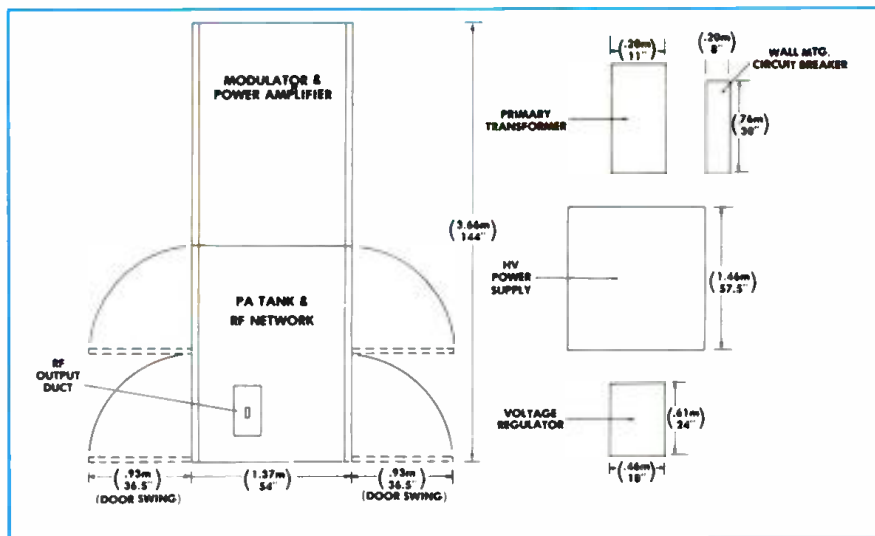 MODULATOR &
POWER AMPLIFIER
PA TANK &
RF NETWORK
RF
OUTPUT
DUCT
(.93m
36.5")
(DOOR SWING)
(1.37m
54")
(.93m
36.5")
(DOOR SWING)
(3.66m
144")
(.28m
11")
(.20m
8")
WALL MTG.
CIRCUIT BREAKER
PRIMARY
TRANSFORMER
(.76m
30")
HV
POWER
SUPPLY
(1.46m
57.5")
VOLTAGE
REGULATOR
(.61m
24")
(.46m
18")